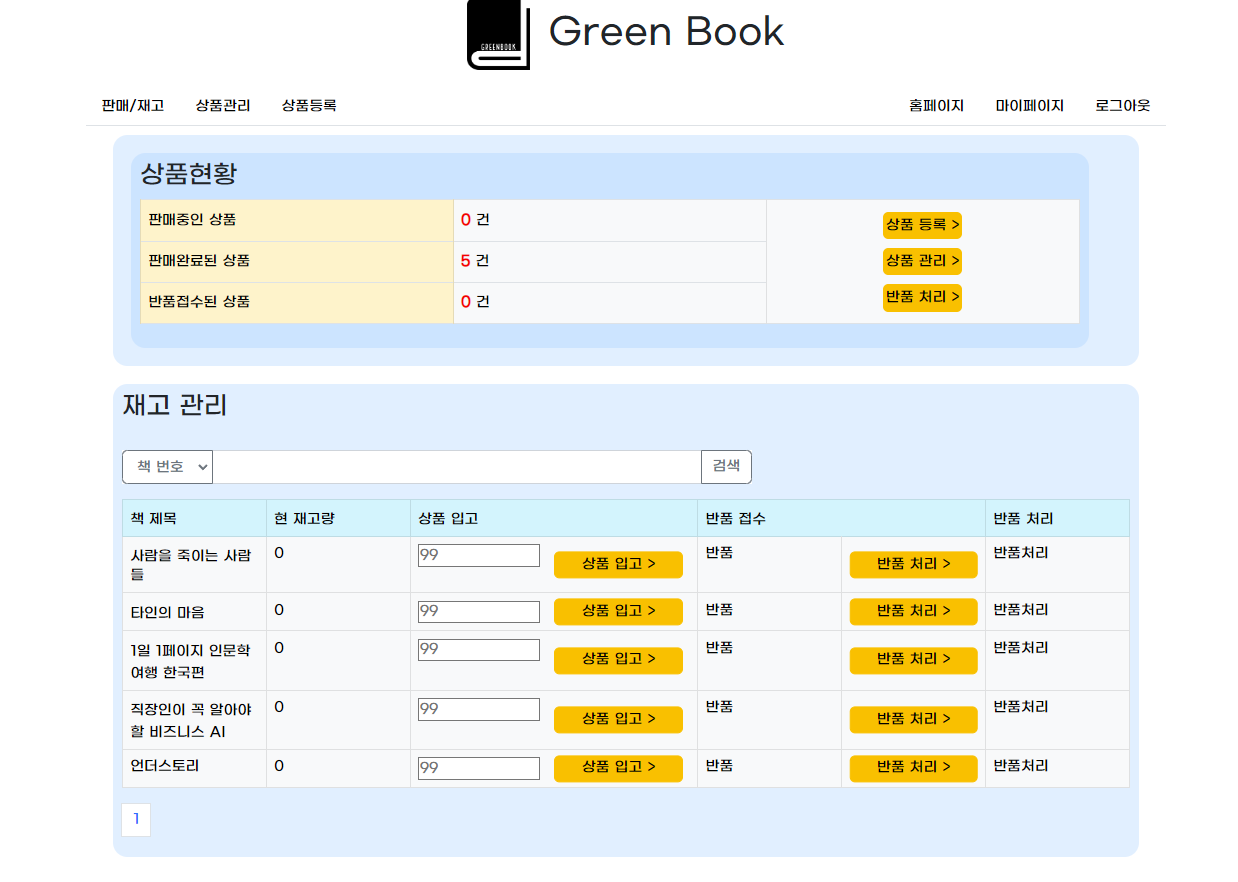 GREENBOOK
Green Book
판매/재고 상품관리 상품등록 홈페이지 마이페이지 로그아웃
상품현황
판매중인 상품 0 건 상품 등록 >
판매완료된 상품 5 건 상품 관리 >
반품접수된 상품 0 건 반품 처리 >
재고 관리
책 번호 검색
책 제목 현 재고량 상품 입고 반품 접수 반품 처리
사람을 죽이는 사람 0 99 상품 입고 > 반품 반품 처리 > 반품처리
들
타인의 마음 0 99 상품 입고 > 반품 반품 처리 > 반품처리
1일 1페이지 인문학 0 99 상품 입고 > 반품 반품 처리 > 반품처리
여행 한국편
직장인이 꼭 알아야 0 99 상품 입고 > 반품 반품 처리 > 반품처리
할 비즈니스 AI
언더스토리 0 99 상품 입고 > 반품 반품 처리 > 반품처리
1